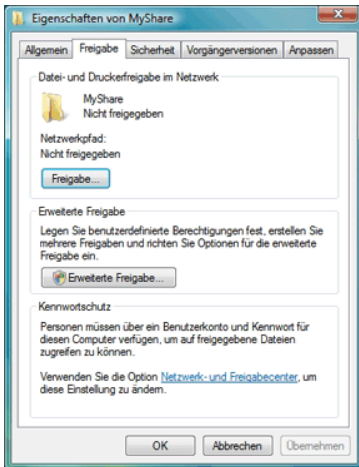 Eigenschaften von MyShare
Allgemein Freigabe Sicherheit Vorgängerversionen Anpassen
Datei- und Druckerfreigabe im Netzwerk
MyShare
Nicht freigegeben
Netzwerkpfad:
Nicht freigegeben
Freigabe...
Erweiterte Freigabe
Legen Sie benutzerdefinierte Berechtigungen fest, erstellen Sie
mehrere Freigaben und richten Sie Optionen für die erweiterte
Freigabe ein.
Erweiterte Freigabe...
Kennwortschutz
Personen müssen über ein Benutzerkonto und Kennwort für
diesen Computer verfügen, um auf freigegebene Dateien
zugreifen zu können.
Verwenden Sie die Option Netzwerk- und Freigabecenter, um
diese Einstellung zu ändern.
OK Abbrechen Übernehmen